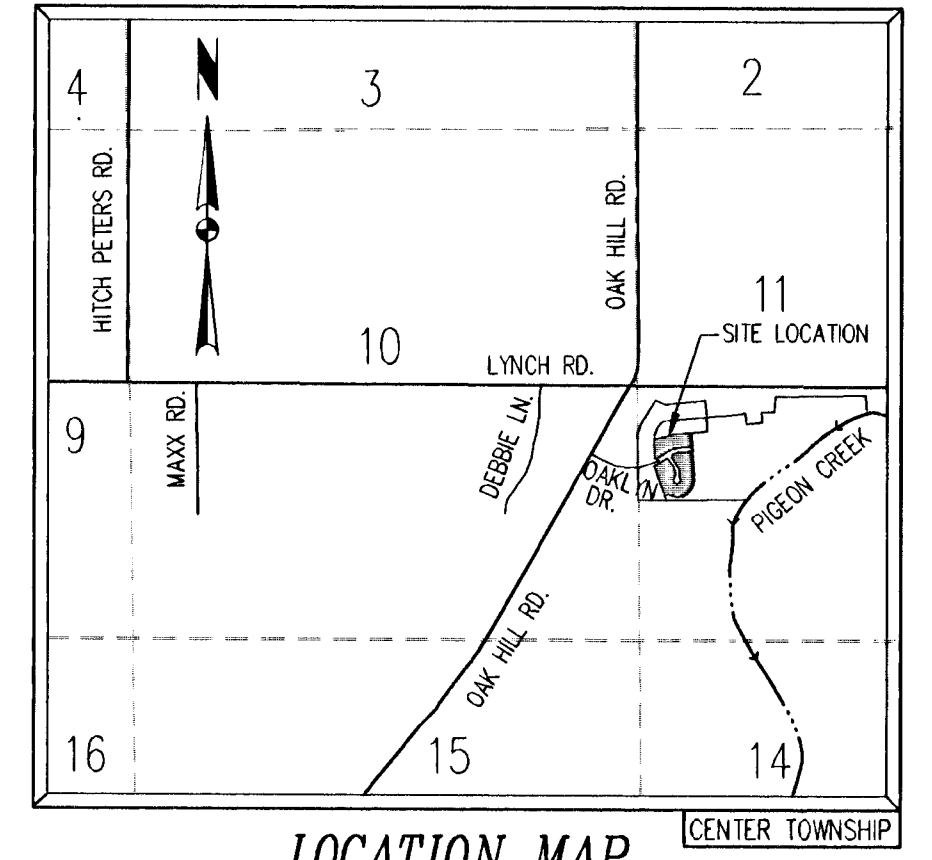 N
4
3
2
HITCH PETERS RD.
OAK HILL RD.
11
SITE LOCATION
10
LYNCH RD.
9
MAXX RD.
DEBBIE LN.
OAKLYN
DR.
PIGEON CREEK
OAK HILL RD.
16
15
14
CENTER TOWNSHIP
LOCATION MAP